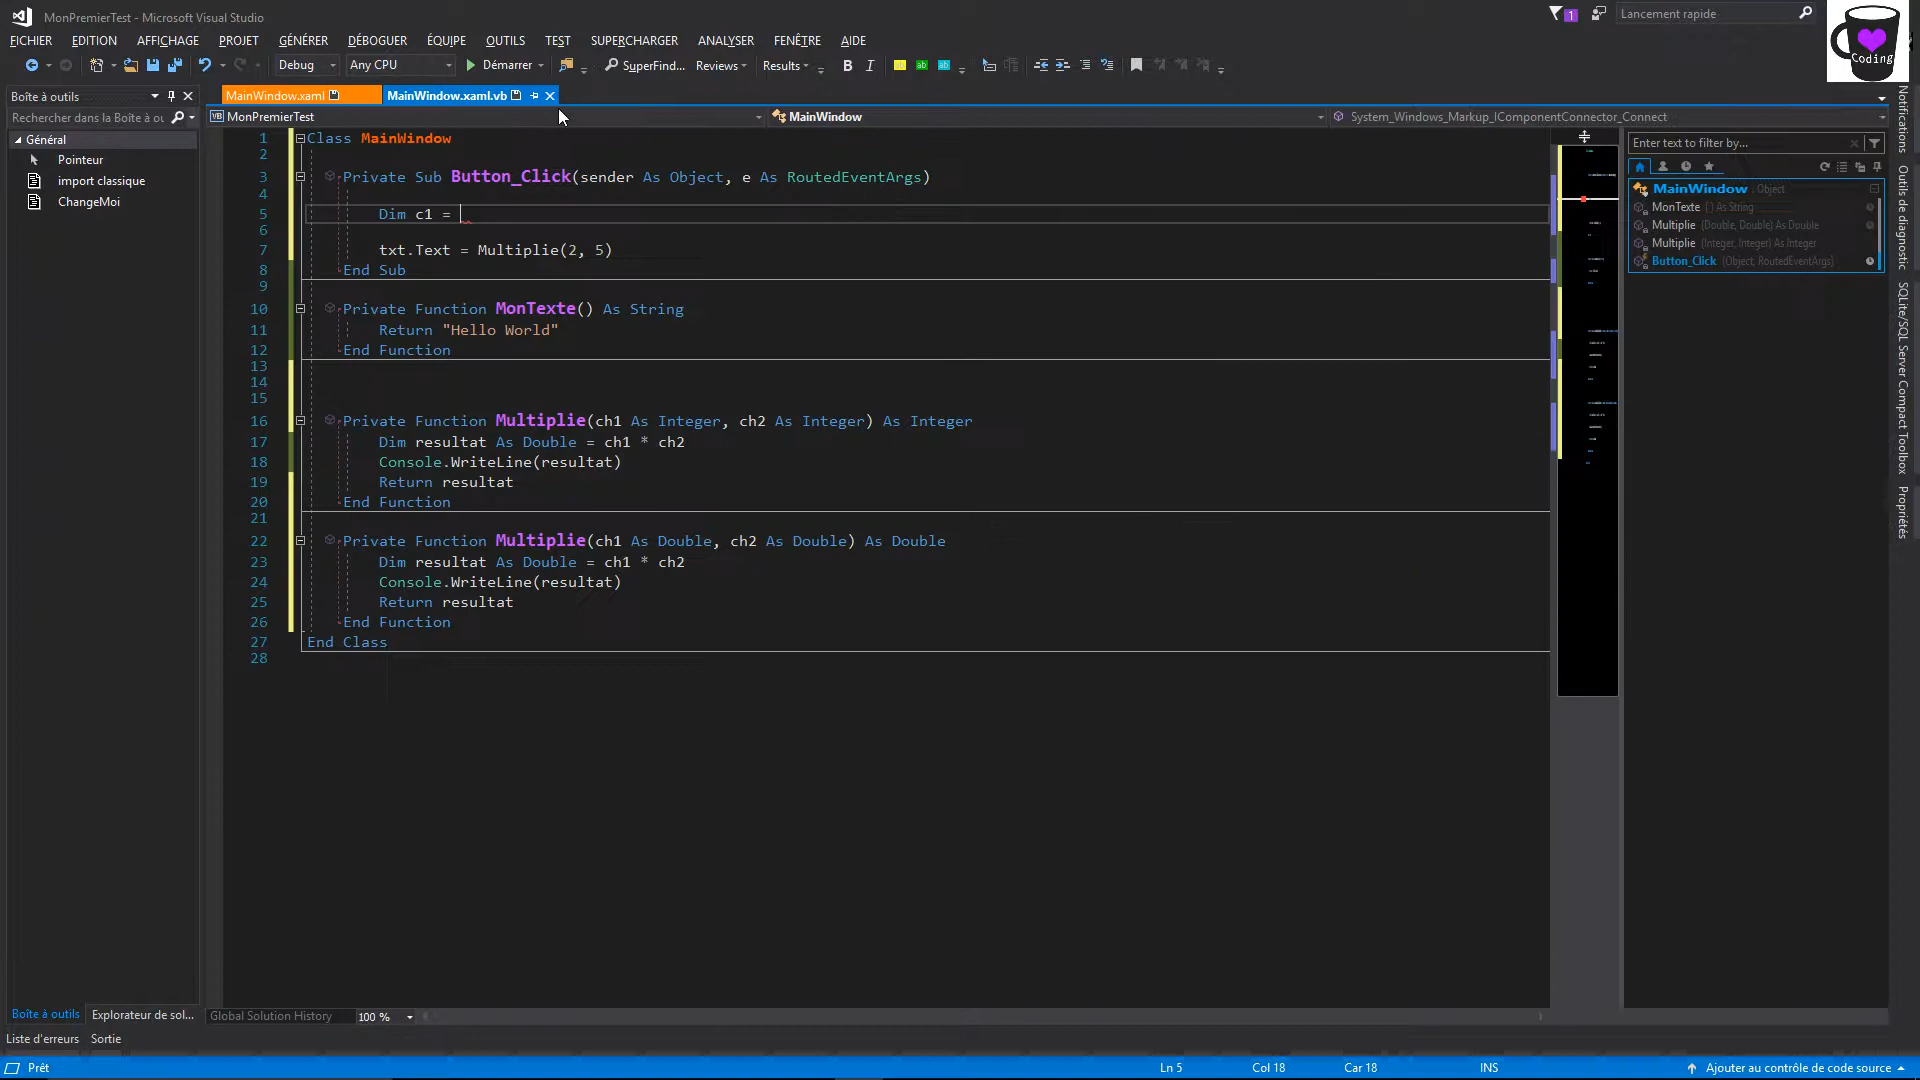 MonPremierTest - Microsoft Visual Studio
1
Lancement rapide
FICHIER EDITION AFFICHAGE PROJET GÉNÉRER DÉBOGUER ÉQUIPE OUTILS TEST SUPERCHARGER ANALYSER FENÊTRE AIDE
Coding
Debug Any CPU Démarrer SuperFind... Reviews Results B I ab ab ab
Boîte à outils
MainWindow.xaml MainWindow.xaml.vb
Rechercher dans la Boîte à ou
VB MonPremierTest MainWindow System_Windows_Markup_IComponentConnector_Connect
Général
Pointeur
import classique
ChangeMoi
1 Class MainWindow
2
3 Private Sub Button_Click(sender As Object, e As RoutedEventArgs)
4
5 Dim c1 =
6
7 txt.Text = Multiplie(2, 5)
8 End Sub
9
10 Private Function MonTexte() As String
11 Return "Hello World"
12 End Function
13
14
15
16 Private Function Multiplie(ch1 As Integer, ch2 As Integer) As Integer
17 Dim resultat As Double = ch1 * ch2
18 Console.WriteLine(resultat)
19 Return resultat
20 End Function
21
22 Private Function Multiplie(ch1 As Double, ch2 As Double) As Double
23 Dim resultat As Double = ch1 * ch2
24 Console.WriteLine(resultat)
25 Return resultat
26 End Function
27 End Class
28
Enter text to filter by...
MainWindow : Object
MonTexte () As String
Multiplie (Double, Double) As Double
Multiplie (Integer, Integer) As Integer
Button_Click (Object, RoutedEventArgs)
Notifications
Outils de diagnostic
SQLite/SQL Server Compact Toolbox
Propriétés
Boîte à outils Explorateur de sol... Global Solution History 100 %
Liste d'erreurs Sortie
Prêt Ln 5 Col 18 Car 18 INS Ajouter au contrôle de code source